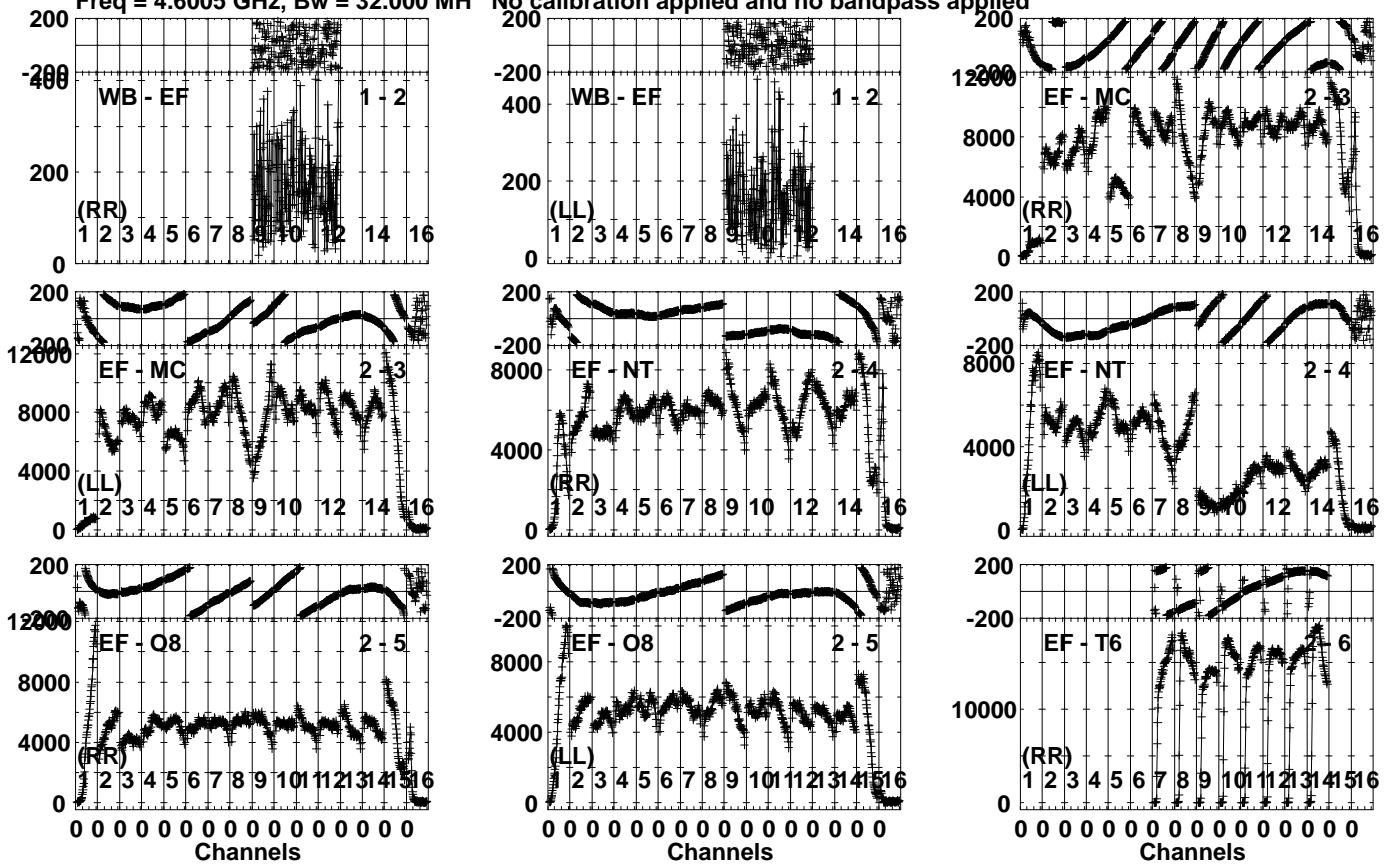 Freq = 4.6005 GHz, Bw = 32.000 MH No calibration applied and no bandpass applied
200
-200
400
200
0
WB - EF 1 - 2
(RR)
1 2 3 4 5 6 7 8 9 10 12 14 16
200
-200
400
200
0
WB - EF 1 - 2
(LL)
1 2 3 4 5 6 7 8 9 10 12 14 16
200
-200
12000
8000
4000
0
EF - MC 2 - 3
(RR)
1 2 3 4 5 6 7 8 9 10 12 14 16
200
-200
12000
8000
4000
0
EF - MC 2 - 3
(LL)
1 2 3 4 5 6 7 8 9 10 12 14 16
200
-200
8000
4000
0
EF - NT 2 - 4
(RR)
1 2 3 4 5 6 7 8 9 10 12 14 16
200
-200
8000
4000
0
EF - NT 2 - 4
(LL)
1 2 3 4 5 6 7 8 9 10 12 14 16
200
-200
12000
8000
4000
0
EF - O8 2 - 5
(RR)
1 2 3 4 5 6 7 8 9 10 11 12 13 14 15 16
200
-200
8000
4000
0
EF - O8 2 - 5
(LL)
1 2 3 4 5 6 7 8 9 10 11 12 13 14 15 16
200
-200
10000
0
EF - T6 2 - 6
(RR)
1 2 3 4 5 6 7 8 9 10 11 12 13 14 15 16
0 0 0 0 0 0 0 0 0 0 0 0 0 0 0 0
Channels
0 0 0 0 0 0 0 0 0 0 0 0 0 0 0 0
Channels
0 0 0 0 0 0 0 0 0 0 0 0 0 0 0 0
Channels